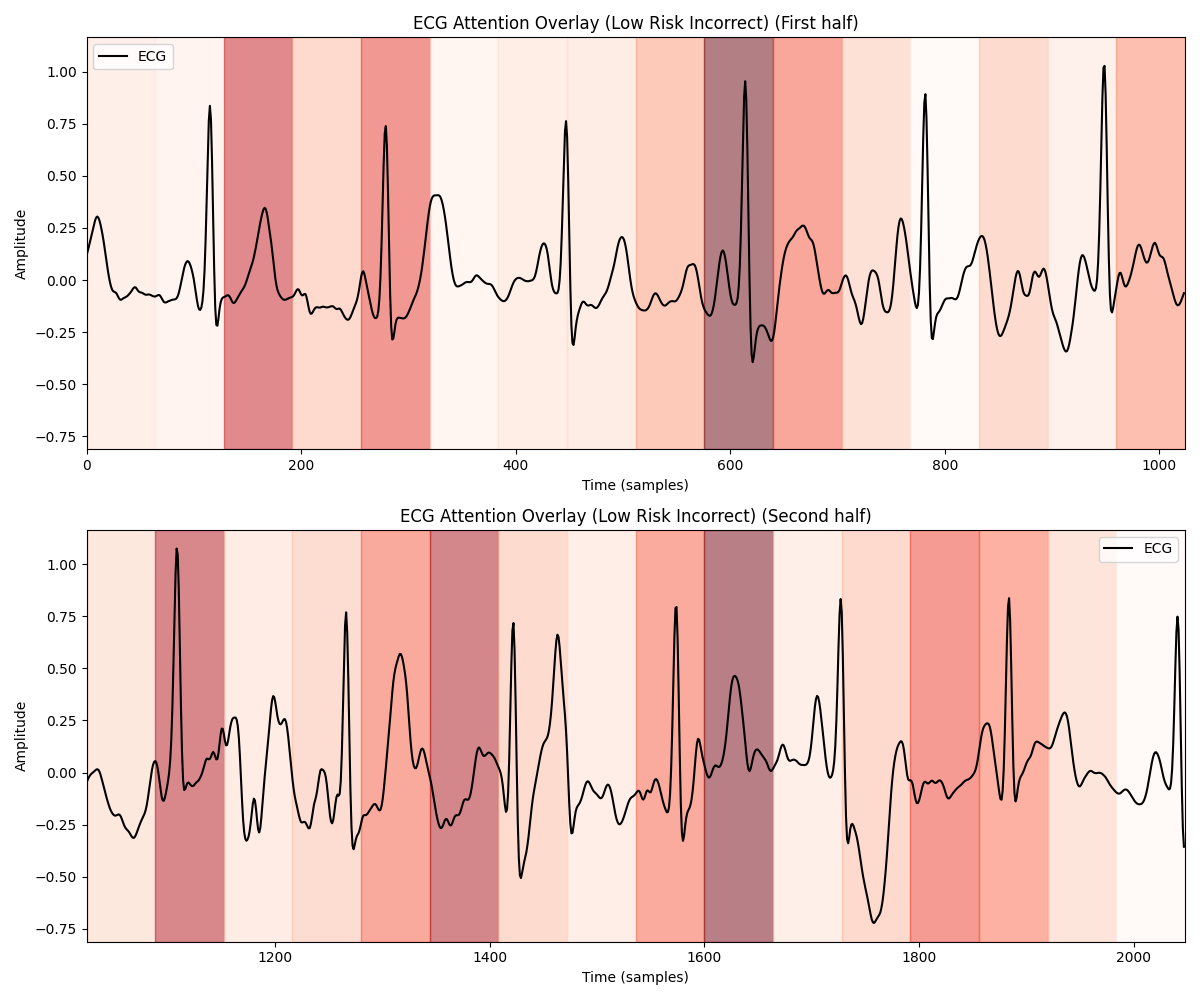 ECG Attention Overlay (Low Risk Incorrect) (First half)
ECG
1.00
0.75
0.50
0.25
0.00
−0.25
−0.50
−0.75
Amplitude
0 200 400 600 800 1000
Time (samples)
ECG Attention Overlay (Low Risk Incorrect) (Second half)
ECG
1.00
0.75
0.50
0.25
0.00
−0.25
−0.50
−0.75
Amplitude
1200 1400 1600 1800 2000
Time (samples)